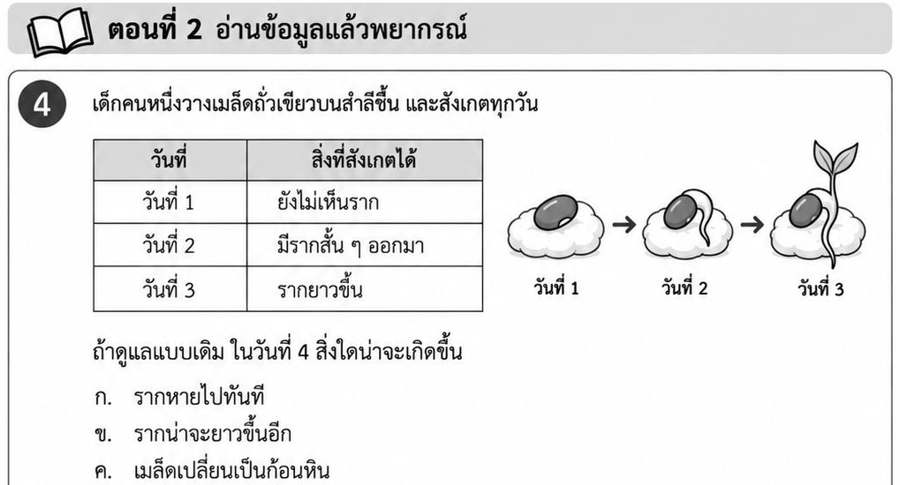 ตอนที่ 2 อ่านข้อมูลแล้วพยากรณ์
4 เด็กคนหนึ่งวางเมล็ดถั่วเขียวบนสำลีชื้น และสังเกตทุกวัน
วันที่ สิ่งที่สังเกตได้
วันที่ 1 ยังไม่เห็นราก
วันที่ 2 มีรากสั้น ๆ ออกมา
วันที่ 3 รากยาวขึ้น
วันที่ 1 วันที่ 2 วันที่ 3
ถ้าดูแลแบบเดิม ในวันที่ 4 สิ่งใดน่าจะเกิดขึ้น
ก. รากหายไปทันที
ข. รากน่าจะยาวขึ้นอีก
ค. เมล็ดเปลี่ยนเป็นก้อนหิน